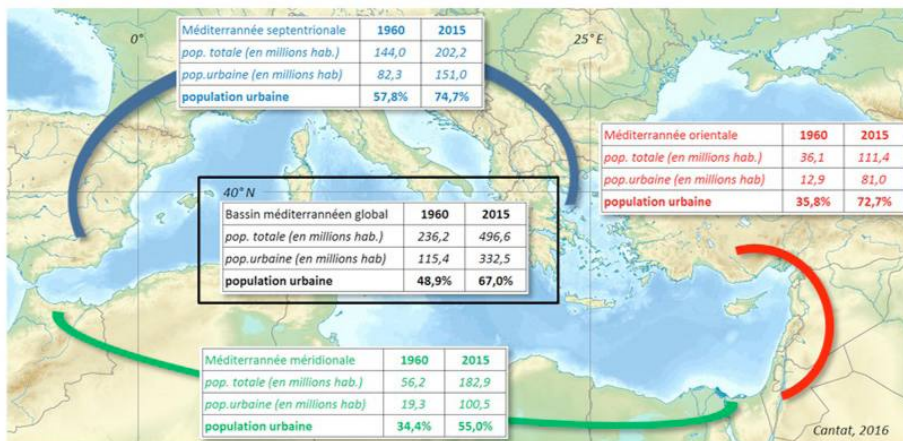 0°
25° E
40° N
Méditerrannée septentrionale 1960 2015
pop. totale (en millions hab.) 144,0 202,2
pop.urbaine (en millions hab) 82,3 151,0
population urbaine 57,8% 74,7%
Méditerrannée orientale 1960 2015
pop. totale (en millions hab.) 36,1 111,4
pop.urbaine (en millions hab) 12,9 81,0
population urbaine 35,8% 72,7%
Bassin méditerrannéen global 1960 2015
pop. totale (en millions hab.) 236,2 496,6
pop.urbaine (en millions hab) 115,4 332,5
population urbaine 48,9% 67,0%
Méditerrannée méridionale 1960 2015
pop. totale (en millions hab.) 56,2 182,9
pop.urbaine (en millions hab) 19,3 100,5
population urbaine 34,4% 55,0%
Cantat, 2016